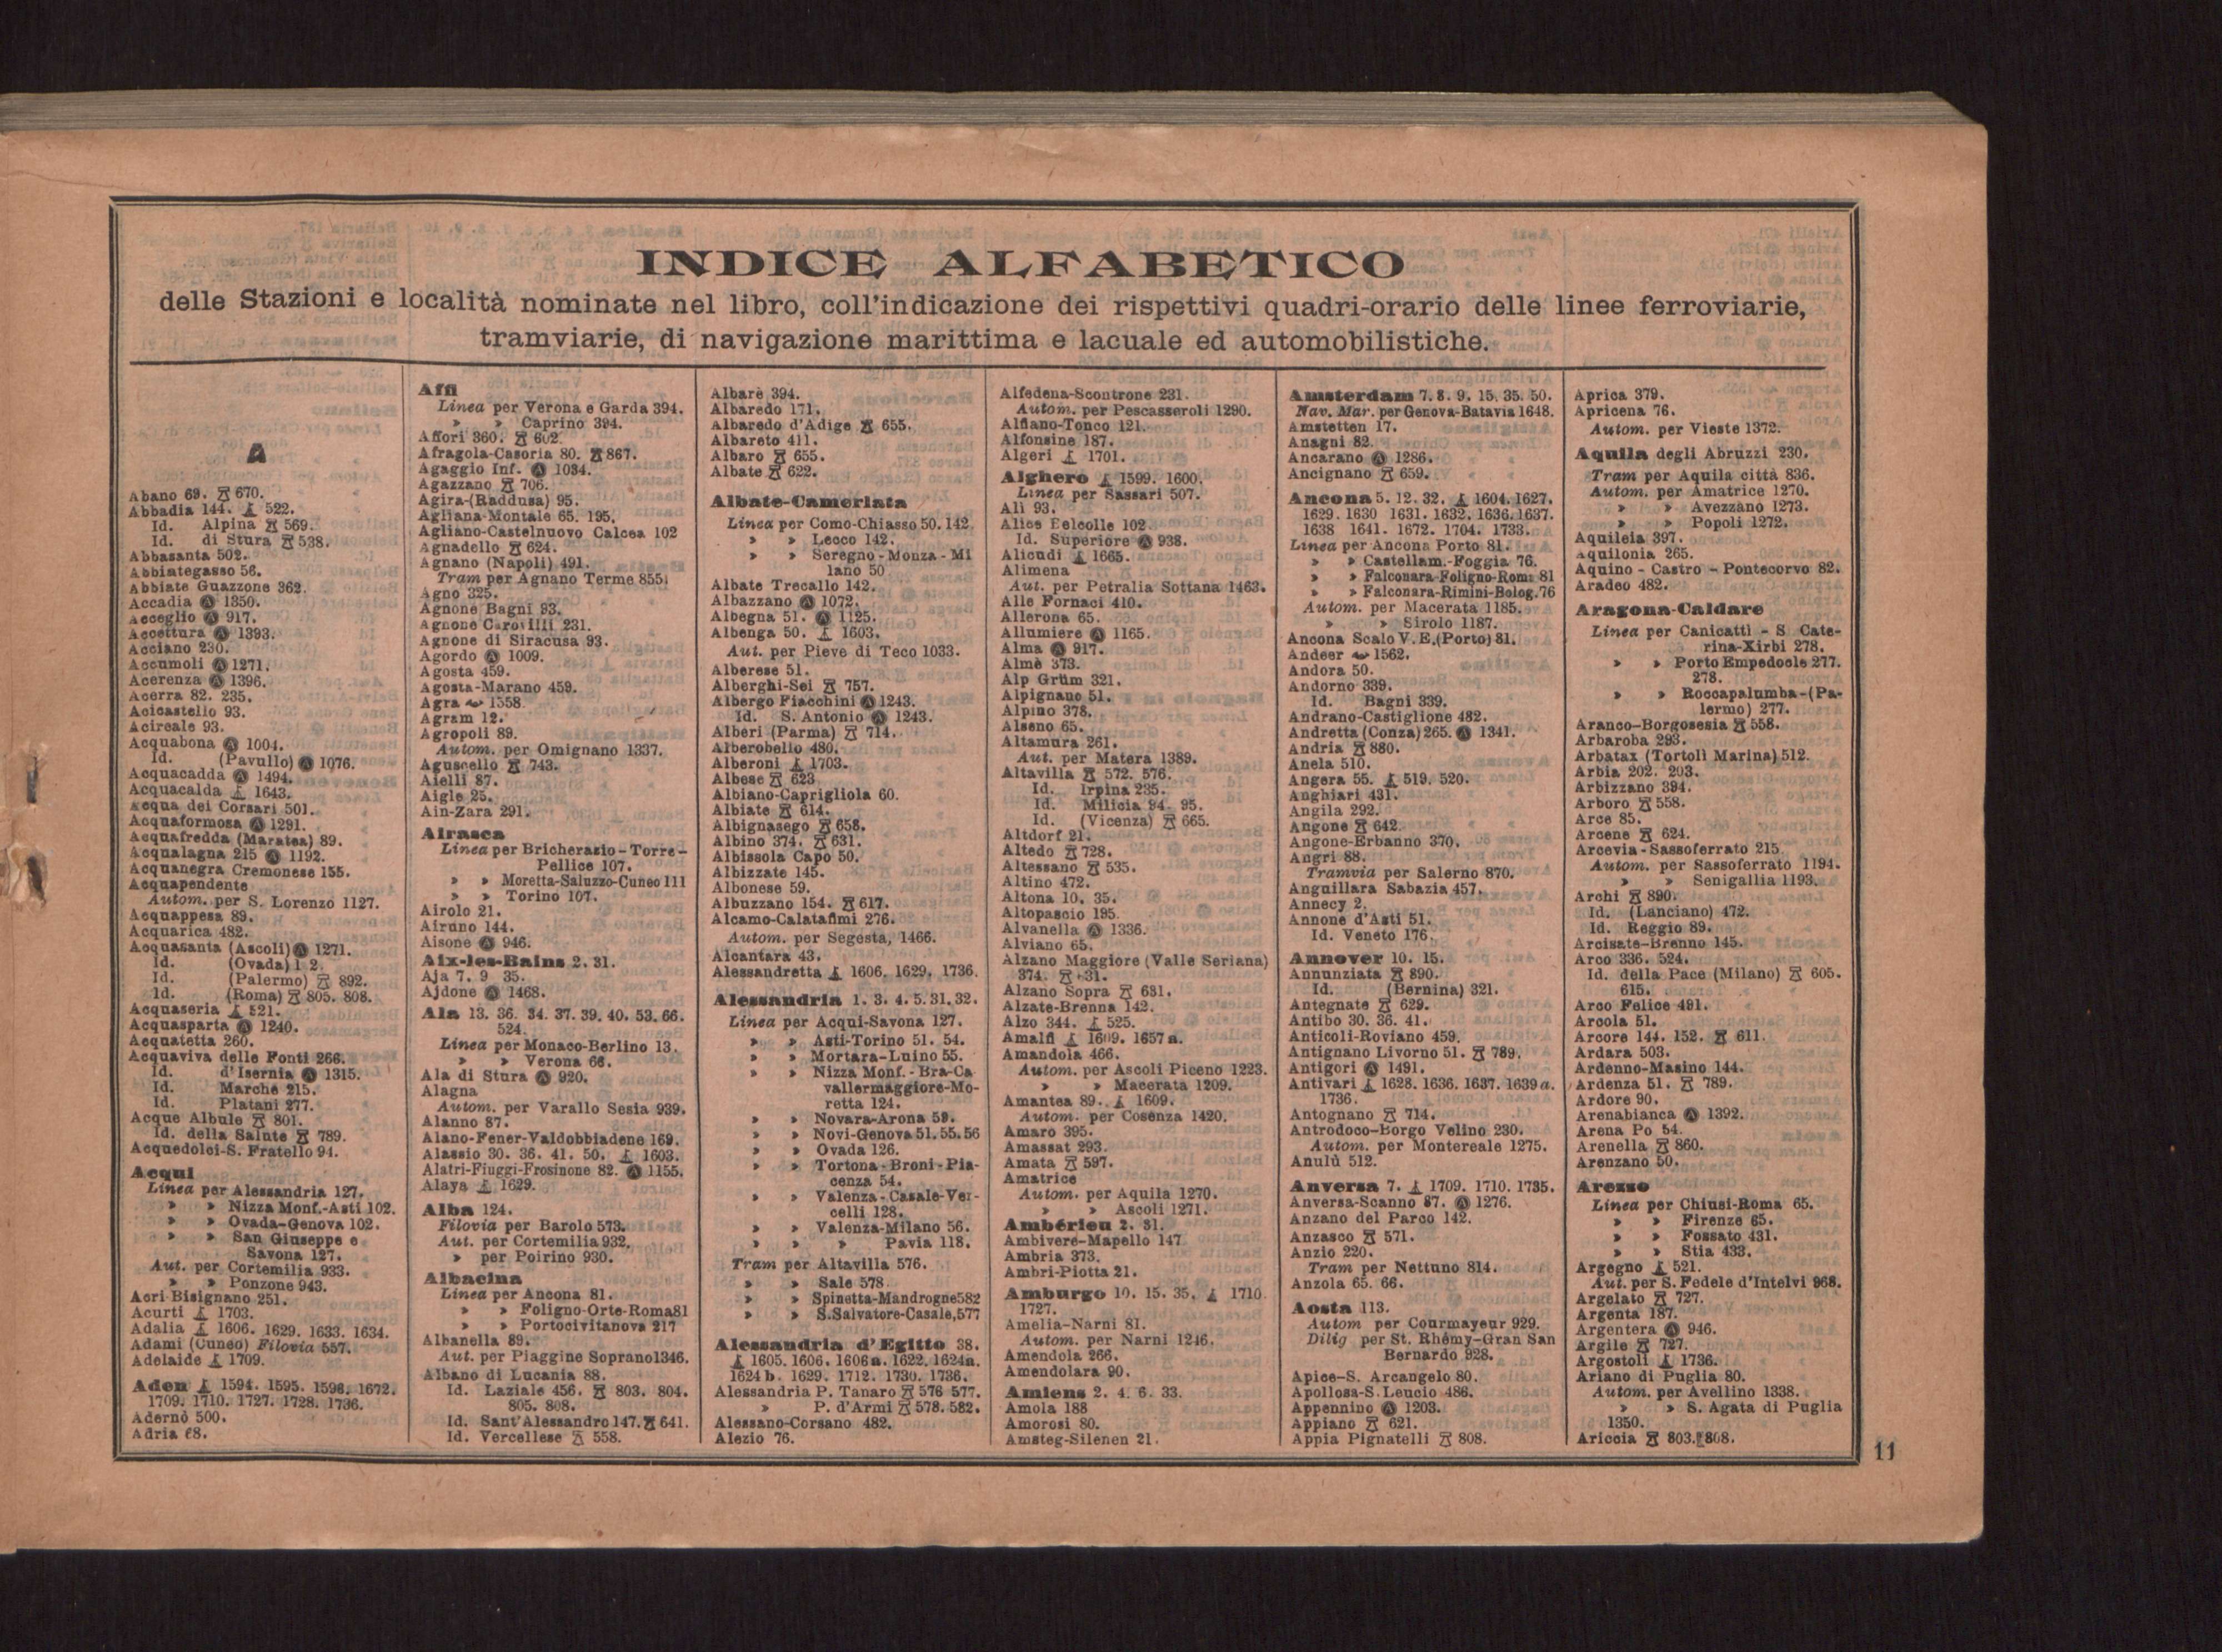 INDICE ALFABETICO
delle Stazioni e località nominate nel libro, coll'indicazione dei rispettivi quadri-orario delle linee ferroviarie,
tramviarie, di navigazione marittima e lacuale ed automobilistiche.
A
Abano 69. 670.
Abbadia 144. 522.
Id. Alpina 569.
Id. di Stura 538.
Abbasanta 502.
Abbiategasso 56.
Abbiate Guazzone 362.
Accadia 1350.
Acceglio 917.
Accettura 1393.
Acciano 230.
Accumoli 1271.
Acerenza 1396.
Acerra 82. 235.
Acicastello 93.
Acireale 93.
Acquabona 1004.
Id. (Pavullo) 1076.
Acquacadda 1494.
Acquacalda 1643.
Acqua dei Corsari 501.
Acquaformosa 1291.
Acquafredda (Maratea) 89.
Acqualagna 215 1192.
Acquanegra Cremonese 155.
Acquapendente
Autom. per S. Lorenzo 1127.
Acquappesa 89.
Acquarica 482.
Acquasanta (Ascoli) 1271.
Id. (Ovada) 1 2.
Id. (Palermo) 892.
Id. (Roma) 805. 808.
Acquaseria 521.
Acquasparta 1240.
Acquatetta 260.
Acquaviva delle Fonti 266.
Id. d'Isernia 1315.
Id. Marche 215.
Id. Platani 277.
Acque Albule 801.
Id. della Salute 789.
Acquedolci-S. Fratello 94.
Acqui
Linea per Alessandria 127.
» » Nizza Monf.-Asti 102.
» » Ovada-Genova 102.
» » San Giuseppe e
Savona 127.
Aut. per Cortemilia 933.
» » Ponzone 943.
Acri Bisignano 251.
Acurti 1703.
Adalia 1606. 1629. 1633. 1634.
Adami (Cuneo) Filovia 557.
Adelaide 1709.
Aden 1594. 1595. 1596. 1672.
1709. 1710. 1727. 1728. 1736.
Adernò 500.
Adria 68.
Affi
Linea per Verona e Garda 394.
» » Caprino 394.
Affori 360. 602.
Afragola-Casoria 80. 867.
Agaggio Inf. 1034.
Agazzano 706.
Agira-(Raddusa) 95.
Agliana-Montale 65. 195.
Agliano-Castelnuovo Calcea 102
Agnadello 624.
Agnano (Napoli) 491.
Tram per Agnano Terme 855.
Agno 325.
Agnone Bagni 93.
Agnone Carovilli 231.
Agnone di Siracusa 93.
Agordo 1009.
Agosta 459.
Agosta-Marano 459.
Agra 1558.
Agram 12.
Agropoli 89.
Autom. per Omignano 1337.
Aguscello 743.
Aielli 87.
Aigle 25.
Ain-Zara 291.
Airasca
Linea per Bricherasio-Torre-
Pellice 107.
» » Moretta-Saluzzo-Cuneo 111
» » Torino 107.
Airolo 21.
Airuno 144.
Aisone 946.
Aix-les-Bains 2. 31.
Aja 7. 9 35.
Ajdone 1468.
Ala 13. 36. 34. 37. 39. 40. 53. 66.
524.
Linea per Monaco-Berlino 13.
» » Verona 66.
Ala di Stura 920.
Alagna
Autom. per Varallo Sesia 939.
Alanno 87.
Alano-Fener-Valdobbiadene 169.
Alassio 30. 36. 41. 50. 1603.
Alatri-Fiuggi-Frosinone 82. 1155.
Alaya 1629.
Alba 124.
Filovia per Barolo 573.
Aut. per Cortemilia 932.
» per Poirino 930.
Albacina
Linea per Ancona 81.
» » Foligno-Orte-Roma81
» » Portocivitanova 217
Albanella 89.
Aut. per Piaggine Soprano1346.
Albano di Lucania 88.
Id. Laziale 456. 803. 804.
805. 808.
Id. Sant'Alessandro 147. 641.
Id. Vercellese 558.
Albarè 394.
Albaredo 171.
Albaredo d'Adige 655.
Albareto 411.
Albaro 655.
Albate 622.
Albate-Camerlata
Linea per Como-Chiasso 50. 142
» » Lecco 142.
» » Seregno-Monza-Mi
lano 50
Albate Trecallo 142.
Albazzano 1072.
Albegna 51. 1125.
Albenga 50. 1603.
Aut. per Pieve di Teco 1033.
Alberese 51.
Alberghi-Sei 757.
Albergo Fiacchini 1243.
Id. S. Antonio 1243.
Alberi (Parma) 714.
Alberobello 480.
Alberoni 1703.
Albese 623
Albiano-Caprigliola 60.
Albiate 614.
Albignasego 658.
Albino 374. 631.
Albissola Capo 50.
Albizzate 145.
Albonese 59.
Albuzzano 154. 617.
Alcamo-Calatafimi 276.
Autom. per Segesta, 1466.
Alcantara 43.
Alessandretta 1606. 1629. 1736.
Alessandria 1. 3. 4. 5. 31. 32.
Linea per Acqui-Savona 127.
» » Asti-Torino 51. 54.
» » Mortara-Luino 55.
» » Nizza Monf.-Bra-Ca
vallermaggiore-Mo-
retta 124.
» » Novara-Arona 59.
» » Novi-Genova 51. 55. 56
» » Ovada 126.
» » Tortona-Broni-Pia-
cenza 54.
» » Valenza-Casale-Ver-
celli 128.
» » Valenza-Milano 56.
» » » Pavia 118.
Tram per Altavilla 576.
» » Sale 578
» » Spinetta-Mandrogne582
» » S.Salvatore-Casale,577
Alessandria d'Egitto 38.
1605. 1606. 1606a. 1622. 1624a.
1624b. 1629. 1712. 1730. 1736.
Alessandria P. Tanaro 576 577.
» P. d'Armi 578. 582.
Alessano-Corsano 482.
Alezio 76.
Alfedena-Scontrone 231.
Autom. per Pescasseroli 1290.
Alfiano-Tonco 121.
Alfonsine 187.
Algeri 1701.
Alghero 1599. 1600.
Linea per Sassari 507.
Alì 93.
Alice Belcolle 102
Id. Superiore 938.
Alicudi 1665.
Alimena
Aut. per Petralia Sottana 1463.
Alle Fornaci 410.
Allerona 65.
Allumiere 1165.
Alma 917.
Almè 373.
Alp Grüm 321.
Alpignano 51.
Alpino 378.
Alseno 65.
Altamura 261.
Aut. per Matera 1389.
Altavilla 572. 576.
Id. Irpina 235.
Id. Milicia 94. 95.
Id. (Vicenza) 665.
Altdorf 21.
Altedo 728.
Altessano 535.
Altino 472.
Altona 10. 35.
Altopascio 195.
Alvanella 1336.
Alviano 65.
Alzano Maggiore (Valle Seriana)
374. 631.
Alzano Sopra 631.
Alzate-Brenna 142.
Alzo 344. 525.
Amalfi 1609. 1657a.
Amandola 466.
Autom. per Ascoli Piceno 1223.
» » Macerata 1209.
Amantea 89. 1609.
Autom. per Cosenza 1420.
Amaro 395.
Amassat 293.
Amata 597.
Amatrice
Autom. per Aquila 1270.
» » Ascoli 1271.
Ambérieu 2. 31.
Ambivere-Mapello 147
Ambria 373.
Ambri-Piotta 21.
Amburgo 10. 15. 35. 1710.
1727.
Amelia-Narni 81.
Autom. per Narni 1246.
Amendola 266.
Amendolara 90.
Amiens 2. 4. 6. 33.
Amola 188
Amorosi 80.
Amsteg-Silenen 21.
Amsterdam 7. 8. 9. 15. 35. 50.
Nav. Mar. per Genova-Batavia 1648.
Amstetten 17.
Anagni 82.
Ancarano 1286.
Ancignano 659.
Ancona 5. 12. 32. 1604. 1627.
1629. 1630 1631. 1632. 1636. 1637.
1638 1641. 1672. 1704. 1733.
Linea per Ancona Porto 81.
» » Castellam.-Foggia 76.
» » Falconara-Foligno-Roma 81
» » Falconara-Rimini-Bolog.76
Autom. per Macerata 1185.
» » Sirolo 1187.
Ancona Scalo V. E.(Porto) 81.
Andeer 1562.
Andora 50.
Andorno 339.
Id. Bagni 339.
Andrano-Castiglione 482.
Andretta (Conza) 265. 1341.
Andria 880.
Anela 510.
Angera 55. 519. 520.
Anghiari 431.
Angila 292.
Angone 642.
Angone-Erbanno 370.
Angri 88.
Tramvia per Salerno 870.
Anguillara Sabazia 457.
Annecy 2.
Annone d'Asti 51.
Id. Veneto 176.
Annover 10. 15.
Annunziata 890.
Id. (Bernina) 321.
Antegnate 629.
Antibo 30. 36. 41.
Anticoli-Roviano 459.
Antignano Livorno 51. 789.
Antigori 1491.
Antivari 1628. 1636. 1637. 1639a.
1736.
Antognano 714.
Antrodoco-Borgo Velino 230.
Autom. per Montereale 1275.
Anulù 512.
Anversa 7. 1709. 1710. 1735.
Anversa-Scanno 87. 1276.
Anzano del Parco 142.
Anzasco 571.
Anzio 220.
Tram per Nettuno 814.
Anzola 65. 66.
Aosta 113.
Autom per Courmayeur 929.
Dilig per St. Rhémy-Gran San
Bernardo 928.
Apice-S. Arcangelo 80.
Apollosa-S. Leucio 486.
Appennino 1203.
Appiano 621.
Appia Pignatelli 808.
Aprica 379.
Apricena 76.
Autom. per Vieste 1372.
Aquila degli Abruzzi 230.
Tram per Aquila città 836.
Autom. per Amatrice 1270.
» » Avezzano 1273.
» » Popoli 1272.
Aquileia 397.
Aquilonia 265.
Aquino - Castro - Pontecorvo 82.
Aradeo 482.
Aragona-Caldare
Linea per Canicattì - S Cate-
rina-Xirbi 278.
» » Porto Empedocle 277.
278.
» » Roccapalumba-(Pa-
lermo) 277.
Aranco-Borgosesia 558.
Arbaroba 293.
Arbatax (Tortolì Marina) 512.
Arbia 202. 203.
Arbizzano 394.
Arboro 558.
Arce 85.
Arcene 624.
Arcevia-Sassoferrato 215
Autom. per Sassoferrato 1194.
» » Senigallia 1193.
Archi 890.
Id. (Lanciano) 472.
Id. Reggio 89.
Arcisate-Brenno 145.
Arco 336. 524.
Id. della Pace (Milano) 605.
615.
Arco Felice 491.
Arcola 51.
Arcore 144. 152. 611.
Ardara 503.
Ardenno-Masino 144.
Ardenza 51. 789.
Ardore 90.
Arenabianca 1392.
Arena Po 54.
Arenella 860.
Arenzano 50.
Arezzo
Linea per Chiusi-Roma 65.
» » Firenze 65.
» » Fossato 431.
» » Stia 433.
Argegno 521.
Aut. per S. Fedele d'Intelvi 968.
Argelato 727.
Argenta 187.
Argentera 946.
Argile 727.
Argostoli 1736.
Ariano di Puglia 80.
Autom. per Avellino 1338.
» » S. Agata di Puglia
1350.
Ariccia 803. 808.
11